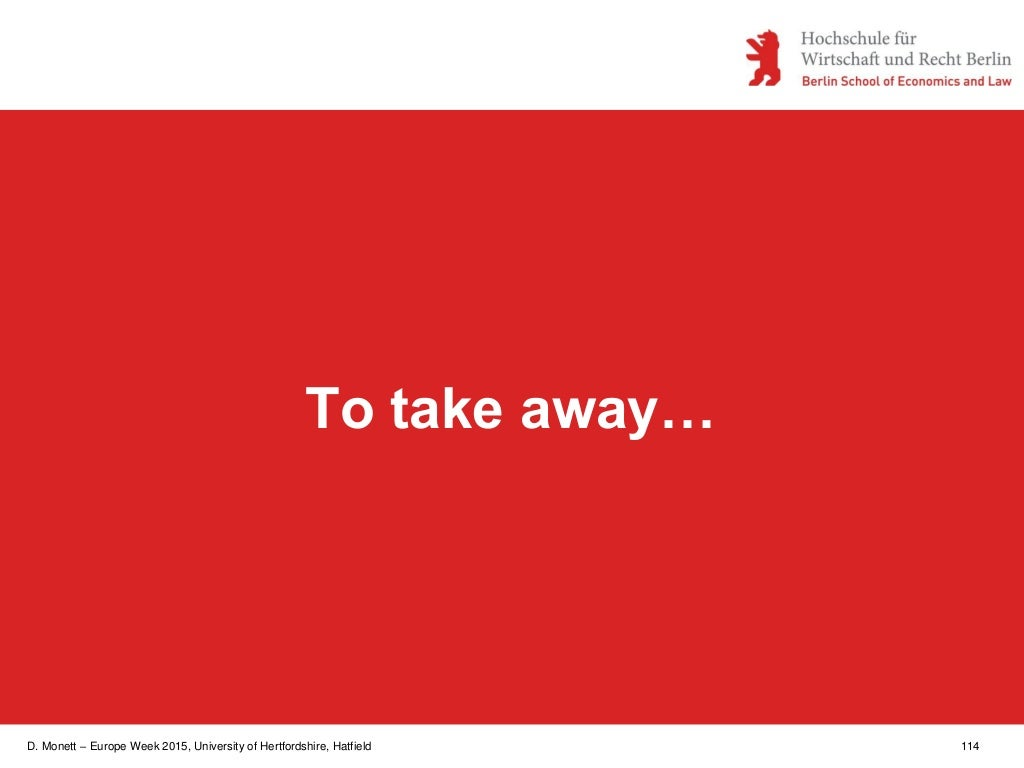 Hochschule für
Wirtschaft und Recht Berlin
Berlin School of Economics and Law
To take away…
D. Monett – Europe Week 2015, University of Hertfordshire, Hatfield
114